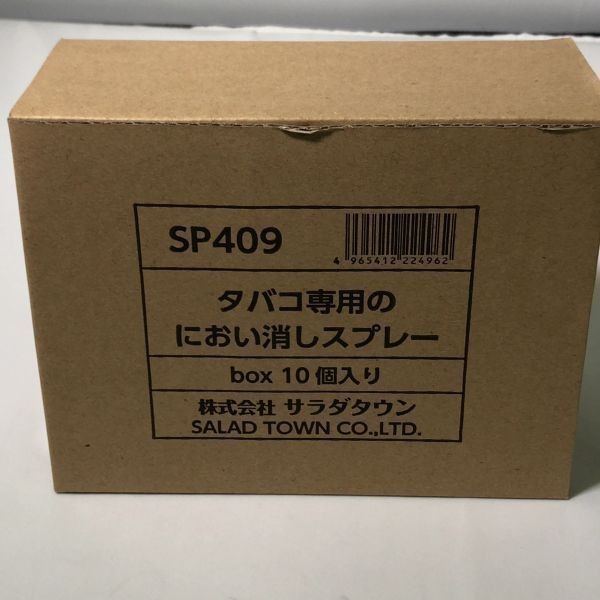 SP409
4 965412 224962
タバコ専用の
におい消しスプレー
box 10 個入り
株式会社 サラダタウン
SALAD TOWN CO.,LTD.